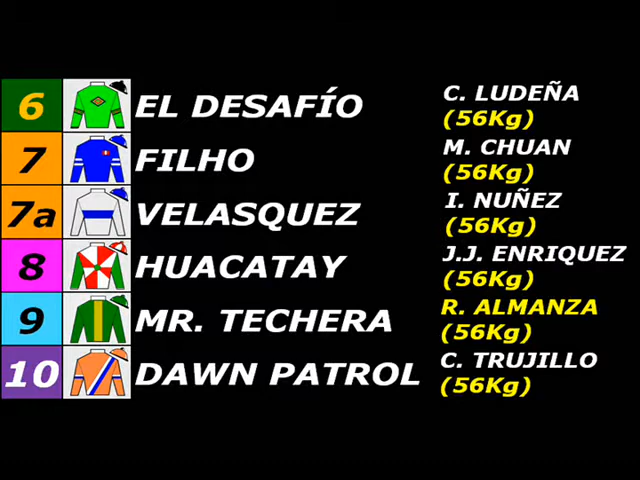 6 EL DESAFÍO C. LUDEÑA
(56Kg)
7 FILHO M. CHUAN
(56Kg)
7a VELASQUEZ I. NUÑEZ
(56Kg)
8 HUACATAY J.J. ENRIQUEZ
(56Kg)
9 MR. TECHERA R. ALMANZA
(56Kg)
10 DAWN PATROL C. TRUJILLO
(56Kg)